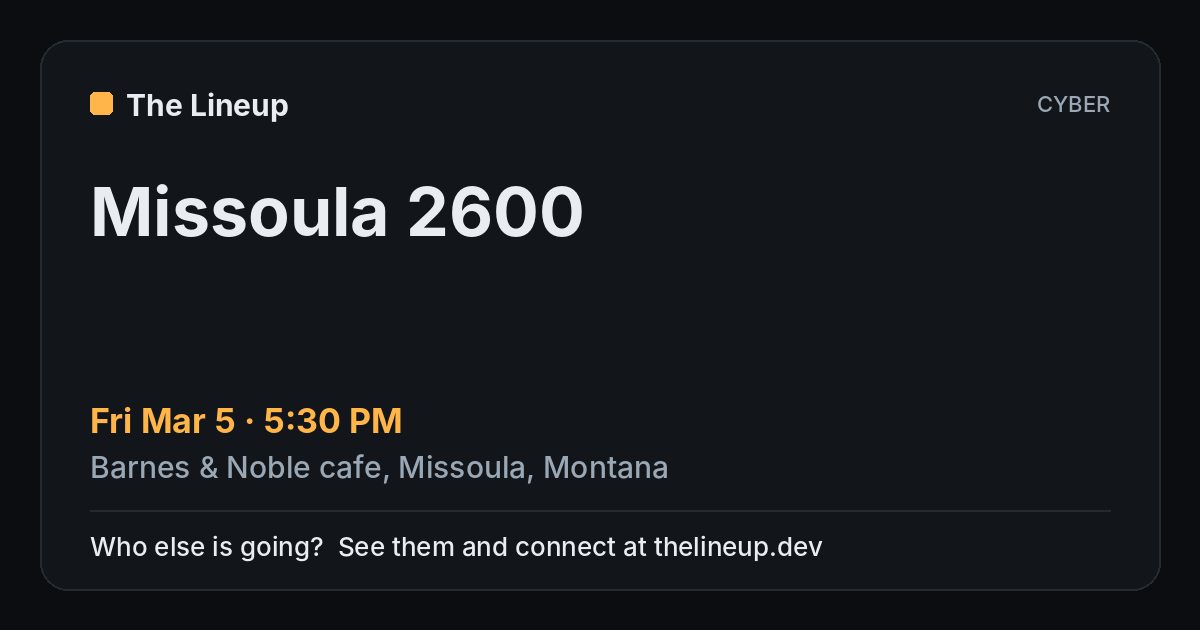 The Lineup
CYBER
Missoula 2600
Fri Mar 5 · 5:30 PM
Barnes & Noble cafe, Missoula, Montana
Who else is going?  See them and connect at thelineup.dev